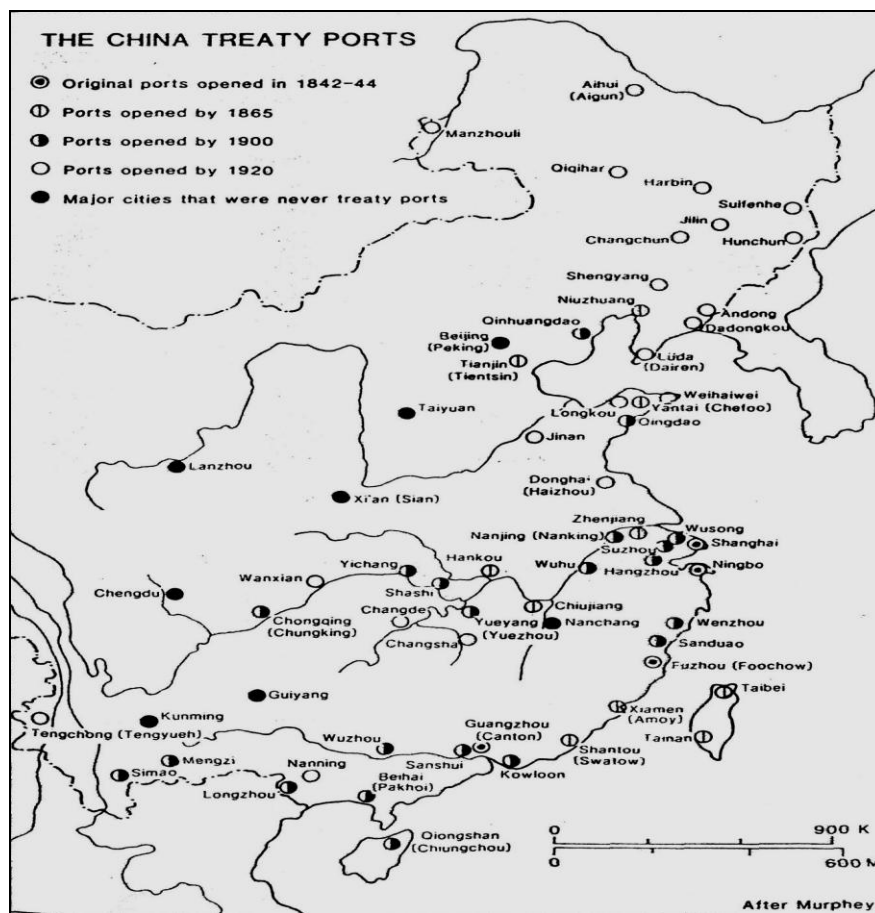 THE CHINA TREATY PORTS
Original ports opened in 1842-44
Ports opened by 1865
Ports opened by 1900
Ports opened by 1920
Major cities that were never treaty ports
Aihui
(Aigun)
Manzhouli
Qiqihar
Harbin
Suifenhe
Jilin
Changchun
Hunchun
Shengyang
Niuzhuang
Andong
Dadongkou
Qinhuangdao
Beijing
(Peking)
Tianjin
(Tientsin)
Lüda
(Dairen)
Weihaiwei
Longkou
Yantai (Chefoo)
Qingdao
Taiyuan
Jinan
Lanzhou
Donghai
(Haizhou)
Xi'an (Sian)
Zhenjiang
Nanjing (Nanking)
Wusong
Suzhou
Shanghai
Hankou
Yichang
Wuhu
Ningbo
Hangzhou
Wanxian
Shashi
Chengdu
Chiujiang
Chongqing
(Chungking)
Changde
Yueyang
(Yuezhou)
Nanchang
Wenzhou
Changsha
Sanduao
Fuzhou (Foochow)
Guiyang
Taibei
Xiamen
(Amoy)
Kunming
Tengchong (Tengyueh)
Wuzhou
Guangzhou
(Canton)
Tainan
Shantou
(Swatow)
Mengzi
Nanning
Sanshui
Kowloon
Simao
Longzhou
Beihai
(Pakhoi)
Qiongshan
(Chiungchou)
0 900 K
0 600 M
After Murphey